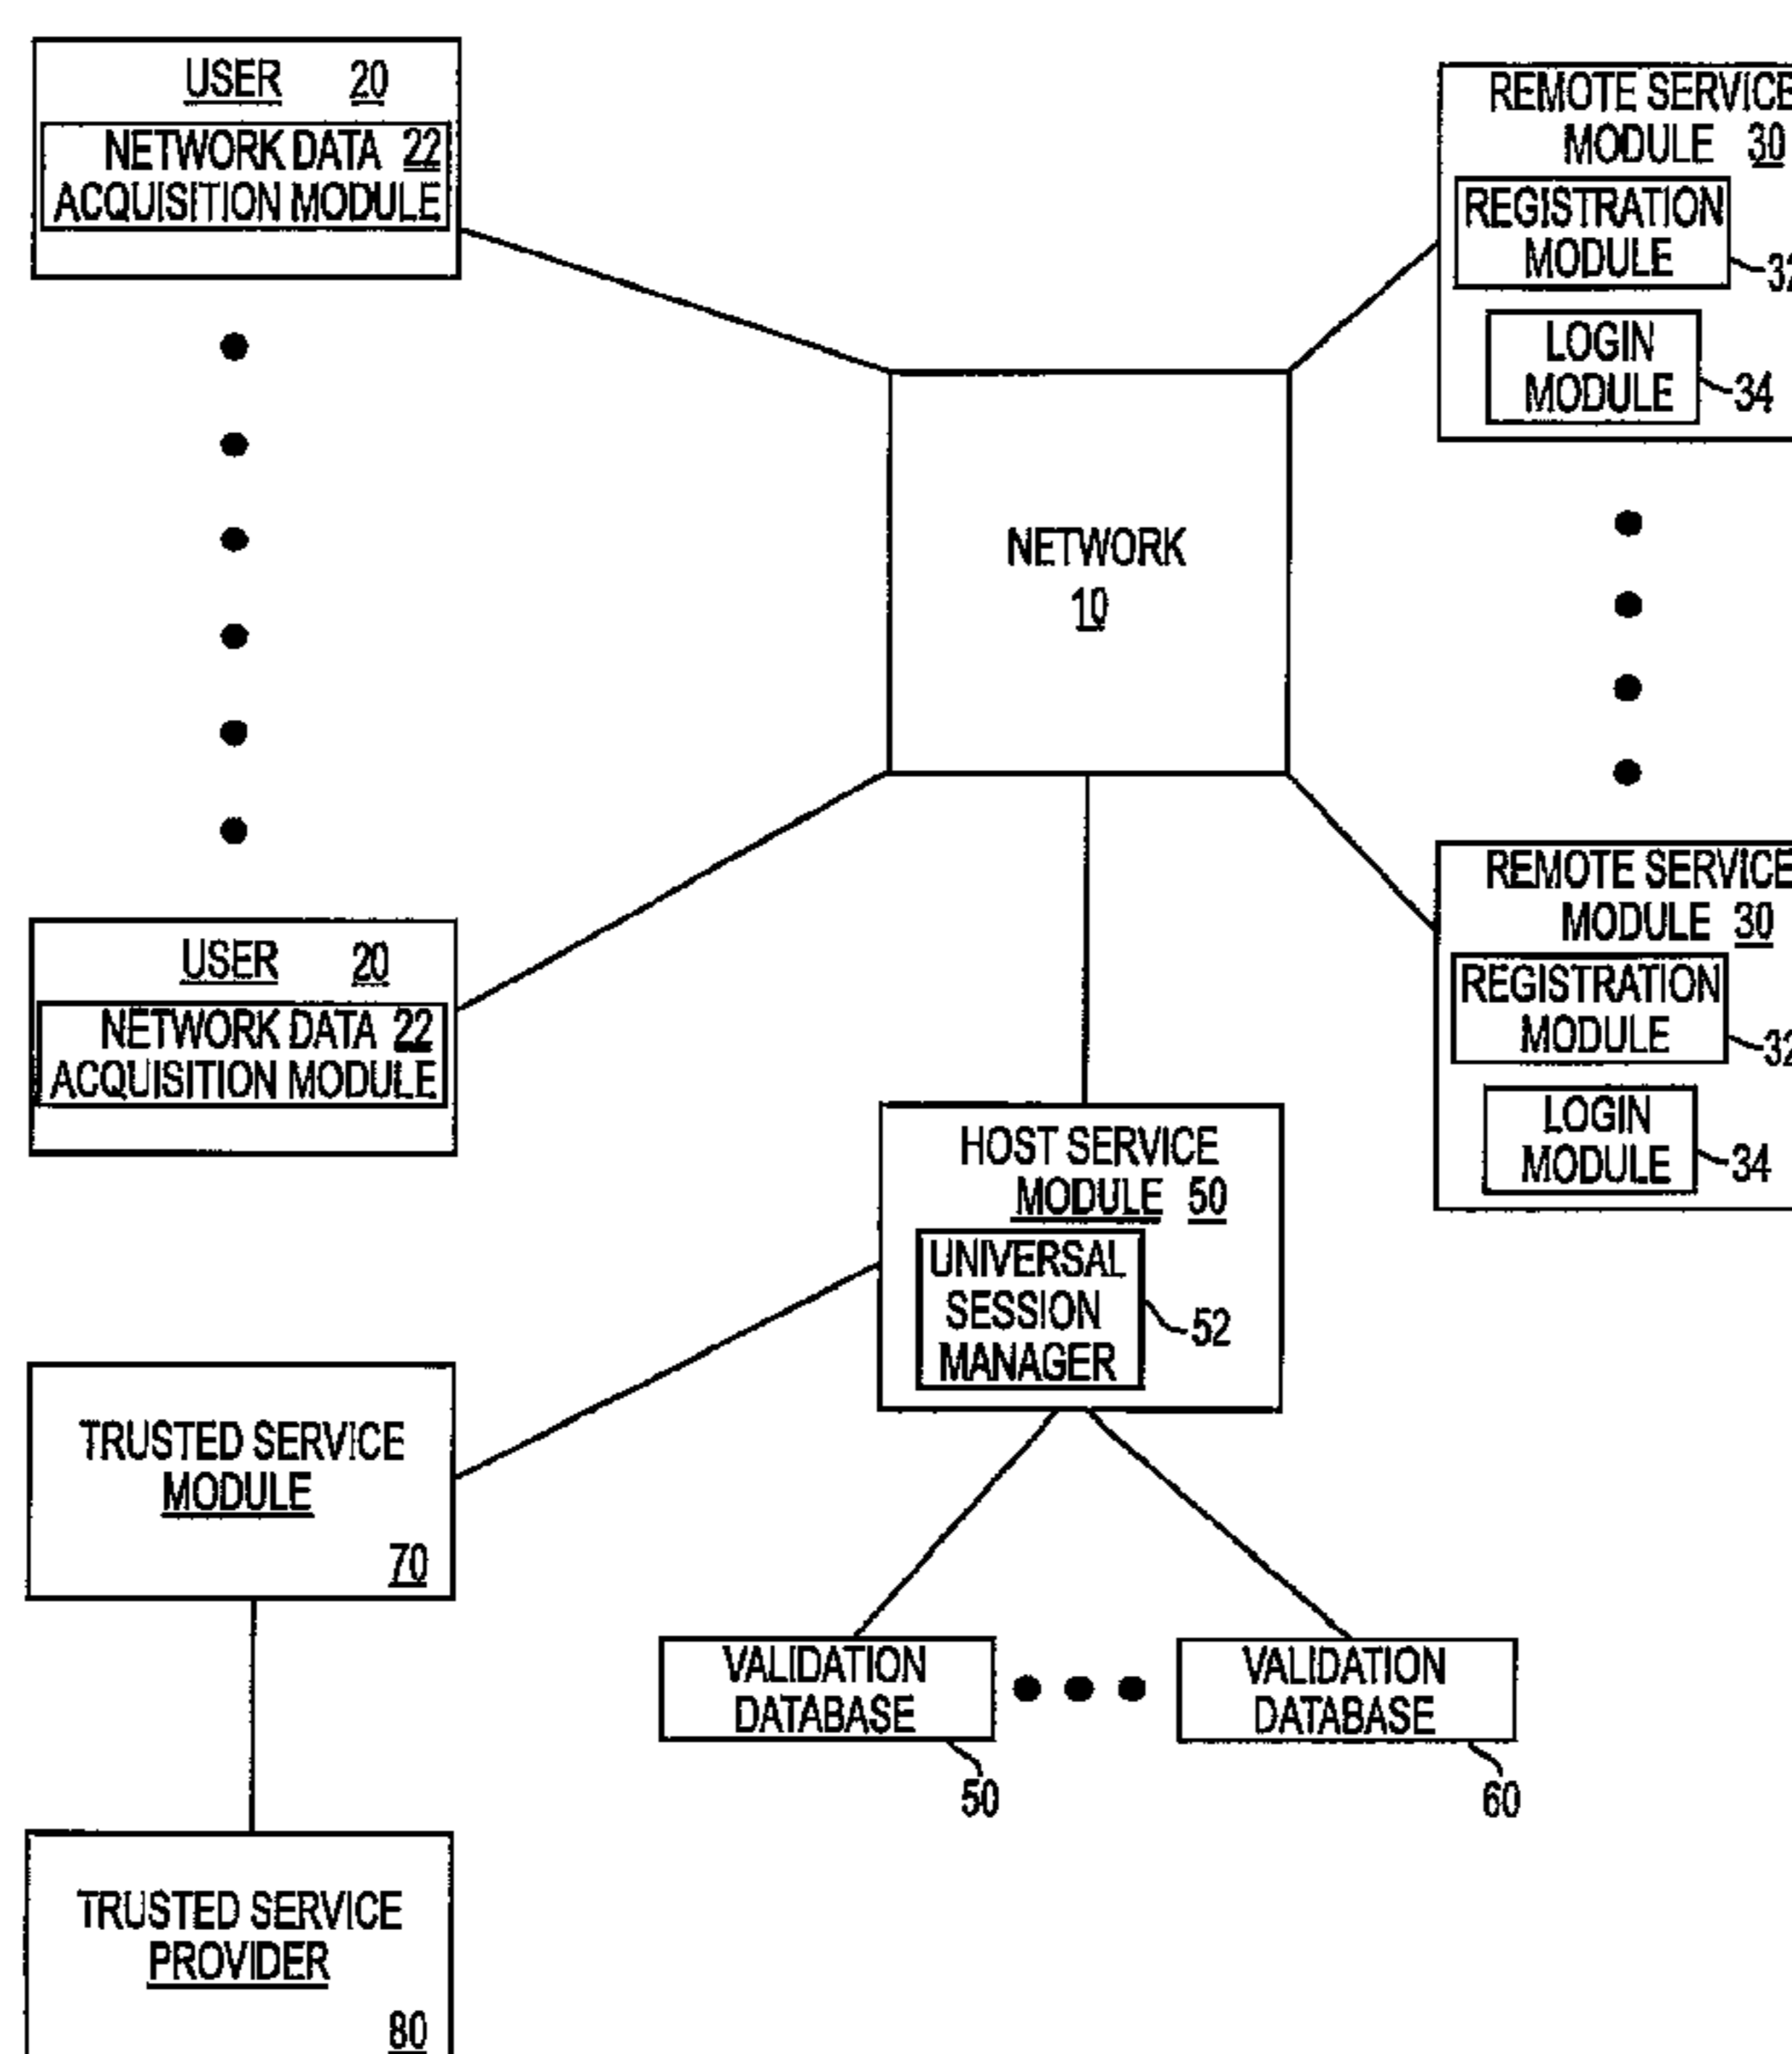 USER 20
NETWORK DATA 22
ACQUISITION MODULE
REMOTE SERVICE
MODULE 30
REGISTRATION
MODULE
32
LOGIN
MODULE
34
NETWORK
10
USER 20
NETWORK DATA 22
ACQUISITION MODULE
REMOTE SERVICE
MODULE 30
REGISTRATION
MODULE
32
LOGIN
MODULE
34
HOST SERVICE
MODULE 50
UNIVERSAL
SESSION
MANAGER
52
TRUSTED SERVICE
MODULE
70
VALIDATION
DATABASE
50
VALIDATION
DATABASE
60
TRUSTED SERVICE
PROVIDER
80